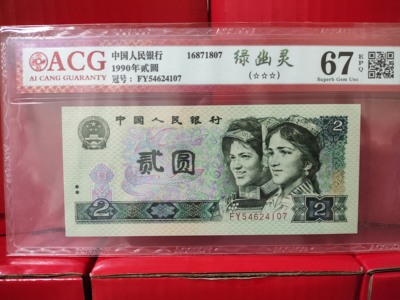 ACG
AI CANG GUARANTY
中国人民银行
1990年贰圆
冠号：FY54624107
16871807
绿幽灵
(☆☆☆)
67
EPQ
Superb Gem Unc
中国人民银行
2
贰圆
FY54624107
2
2